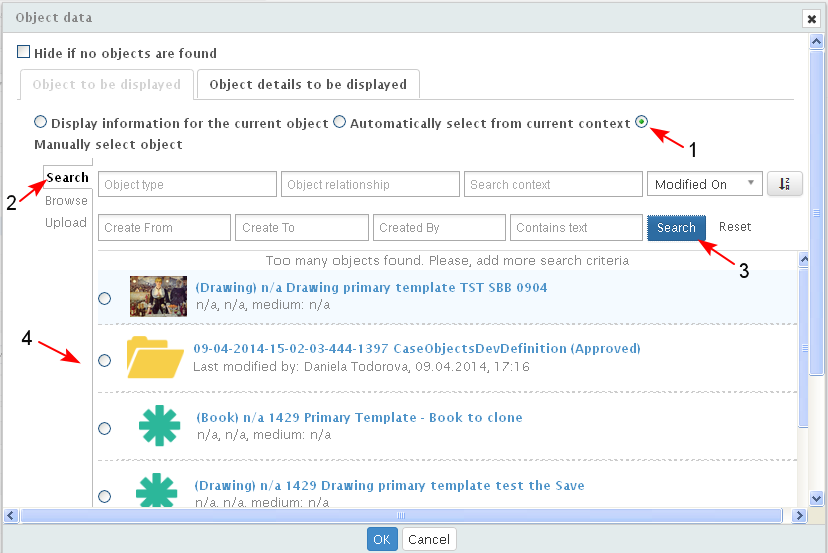 Object data
Hide if no objects are found
Object to be displayed Object details to be displayed
Display information for the current object Automatically select from current context
1
Manually select object
2
Search Object type Object relationship Search context Modified On
Browse
Upload Create From Create To Created By Contains text Search Reset
3
Too many objects found. Please, add more search criteria
(Drawing) n/a Drawing primary template TST SBB 0904
n/a, n/a, medium: n/a
4
09-04-2014-15-02-03-444-1397 CaseObjectsDevDefinition (Approved)
Last modified by: Daniela Todorova, 09.04.2014, 17:16
(Book) n/a 1429 Primary Template - Book to clone
n/a, n/a, medium: n/a
(Drawing) n/a 1429 Drawing primary template test the Save
n/a, n/a, medium: n/a
OK Cancel